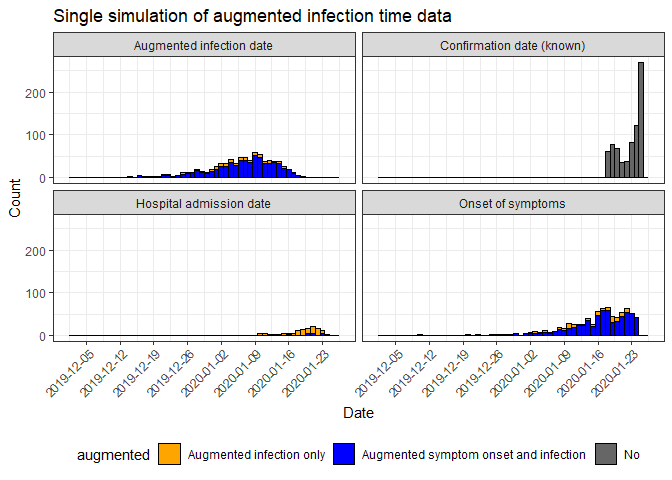 Single simulation of augmented infection time data
Augmented infection date
Confirmation date (known)
200
100
0
Hospital admission date
Onset of symptoms
200
100
0
Count
2019-12-05
2019-12-12
2019-12-19
2019-12-26
2020-01-02
2020-01-09
2020-01-16
2020-01-23
2019-12-05
2019-12-12
2019-12-19
2019-12-26
2020-01-02
2020-01-09
2020-01-16
2020-01-23
Date
augmented
Augmented infection only
Augmented symptom onset and infection
No